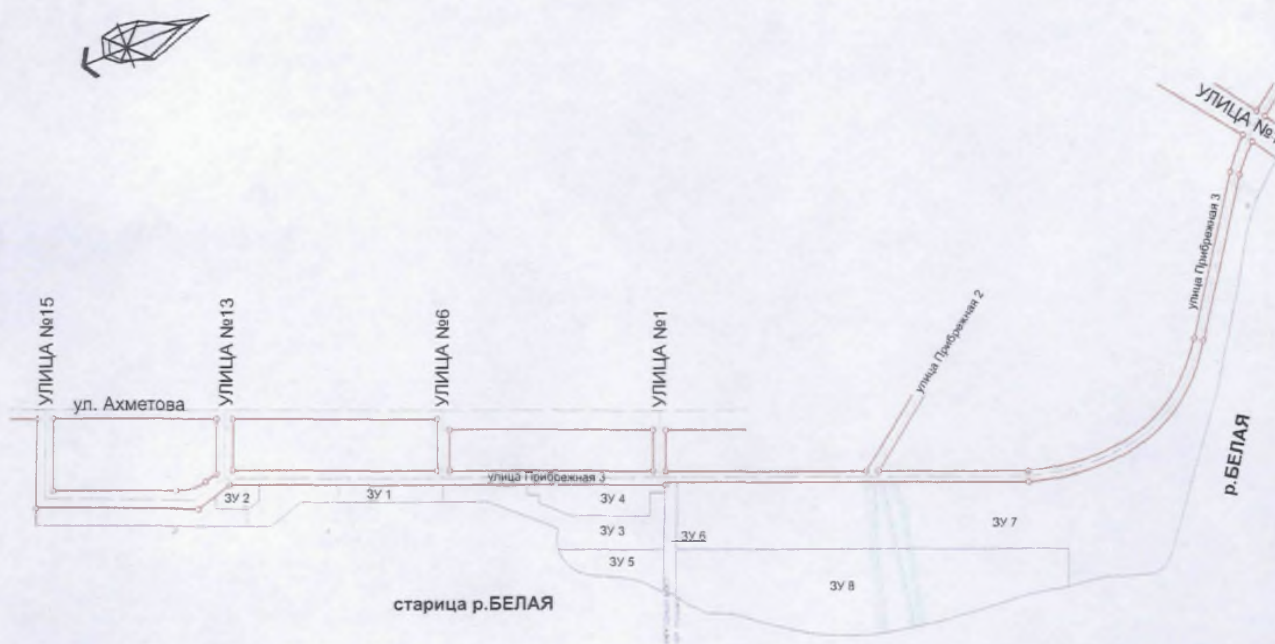 УЛИЦА №
улица Прибрежная 3
улица Прибрежная 2
УЛИЦА №15
УЛИЦА №13
УЛИЦА №6
УЛИЦА №1
ул. Ахметова
р.БЕЛАЯ
улица Прибрежная 3
ЗУ 2
ЗУ 1
ЗУ 4
ЗУ 3
ЗУ 6
ЗУ 7
ЗУ 5
ЗУ 8
старица р.БЕЛАЯ